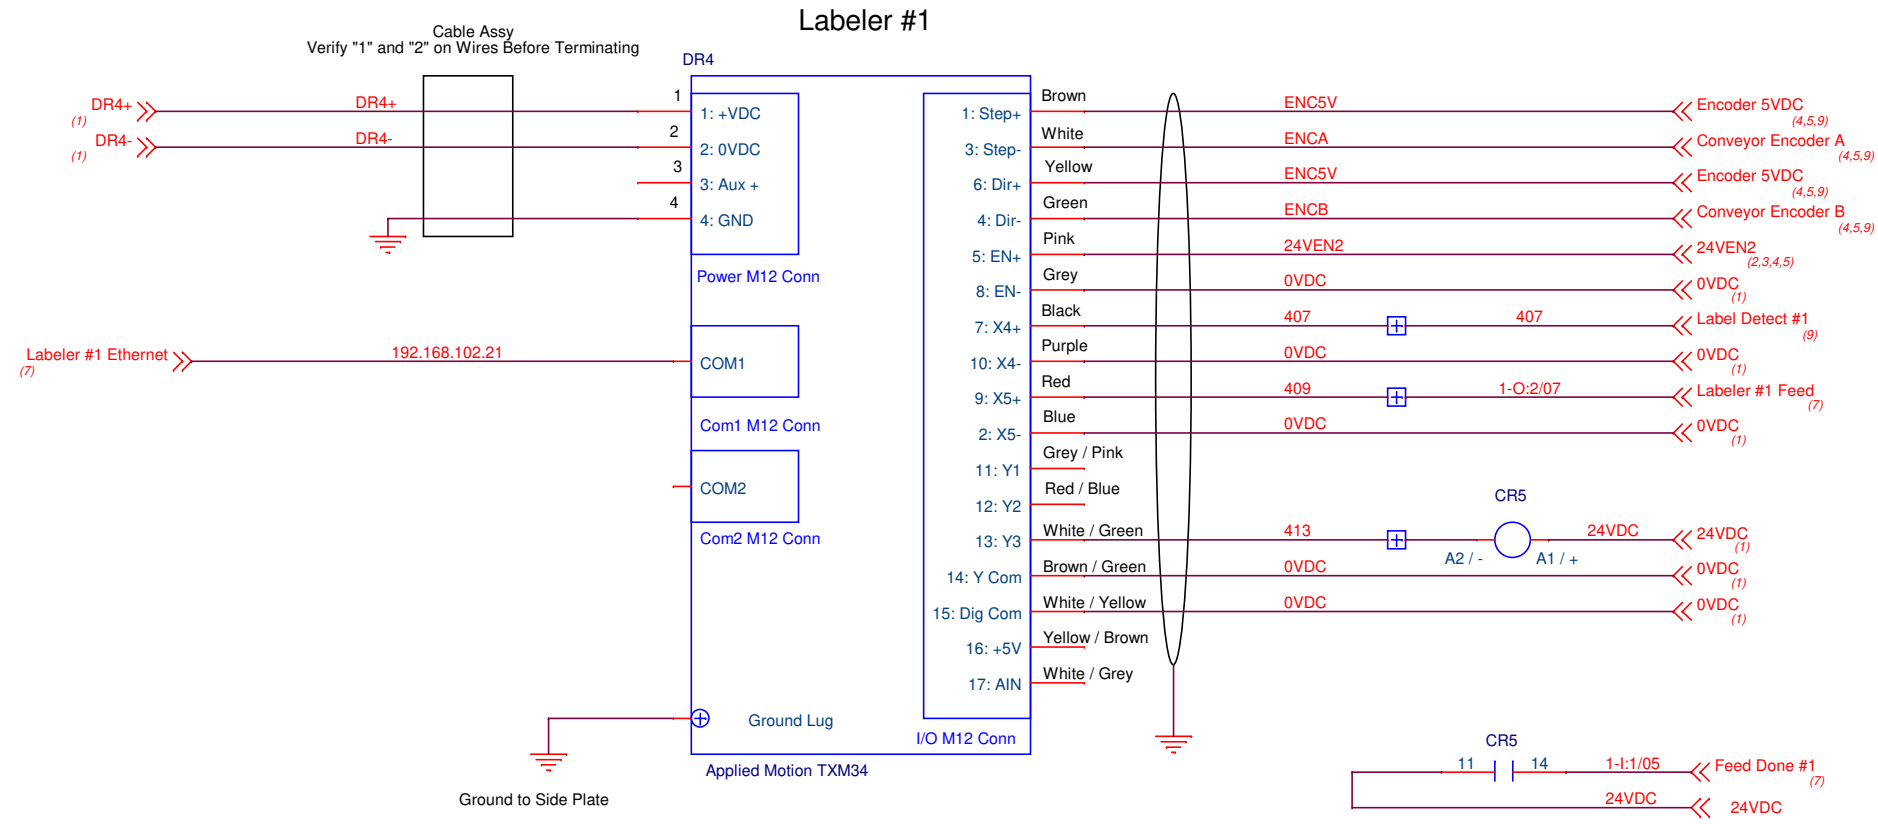 Labeler #1
Cable Assy
Verify "1" and "2" on Wires Before Terminating
DR4
DR4+
(1)
DR4+
1
1: +VDC
DR4-
(1)
DR4-
2
2: 0VDC
3
3: Aux +
4
4: GND
Power M12 Conn
Labeler #1 Ethernet
(7)
192.168.102.21
COM1
Com1 M12 Conn
COM2
Com2 M12 Conn
Ground Lug
I/O M12 Conn
Applied Motion TXM34
Ground to Side Plate
1: Step+
Brown
ENC5V
Encoder 5VDC
(4,5,9)
3: Step-
White
ENCA
Conveyor Encoder A
(4,5,9)
6: Dir+
Yellow
ENC5V
Encoder 5VDC
(4,5,9)
4: Dir-
Green
ENCB
Conveyor Encoder B
(4,5,9)
5: EN+
Pink
24VEN2
24VEN2
(2,3,4,5)
8: EN-
Grey
0VDC
0VDC
(1)
7: X4+
Black
407
407
Label Detect #1
(9)
10: X4-
Purple
0VDC
0VDC
(1)
9: X5+
Red
409
1-O:2/07
Labeler #1 Feed
(7)
2: X5-
Blue
0VDC
0VDC
(1)
11: Y1
Grey / Pink
12: Y2
Red / Blue
CR5
13: Y3
White / Green
413
A2 / -
A1 / +
24VDC
24VDC
(1)
14: Y Com
Brown / Green
0VDC
0VDC
(1)
15: Dig Com
White / Yellow
0VDC
0VDC
(1)
16: +5V
Yellow / Brown
17: AIN
White / Grey
CR5
11
14
1-I:1/05
Feed Done #1
(7)
24VDC
24VDC